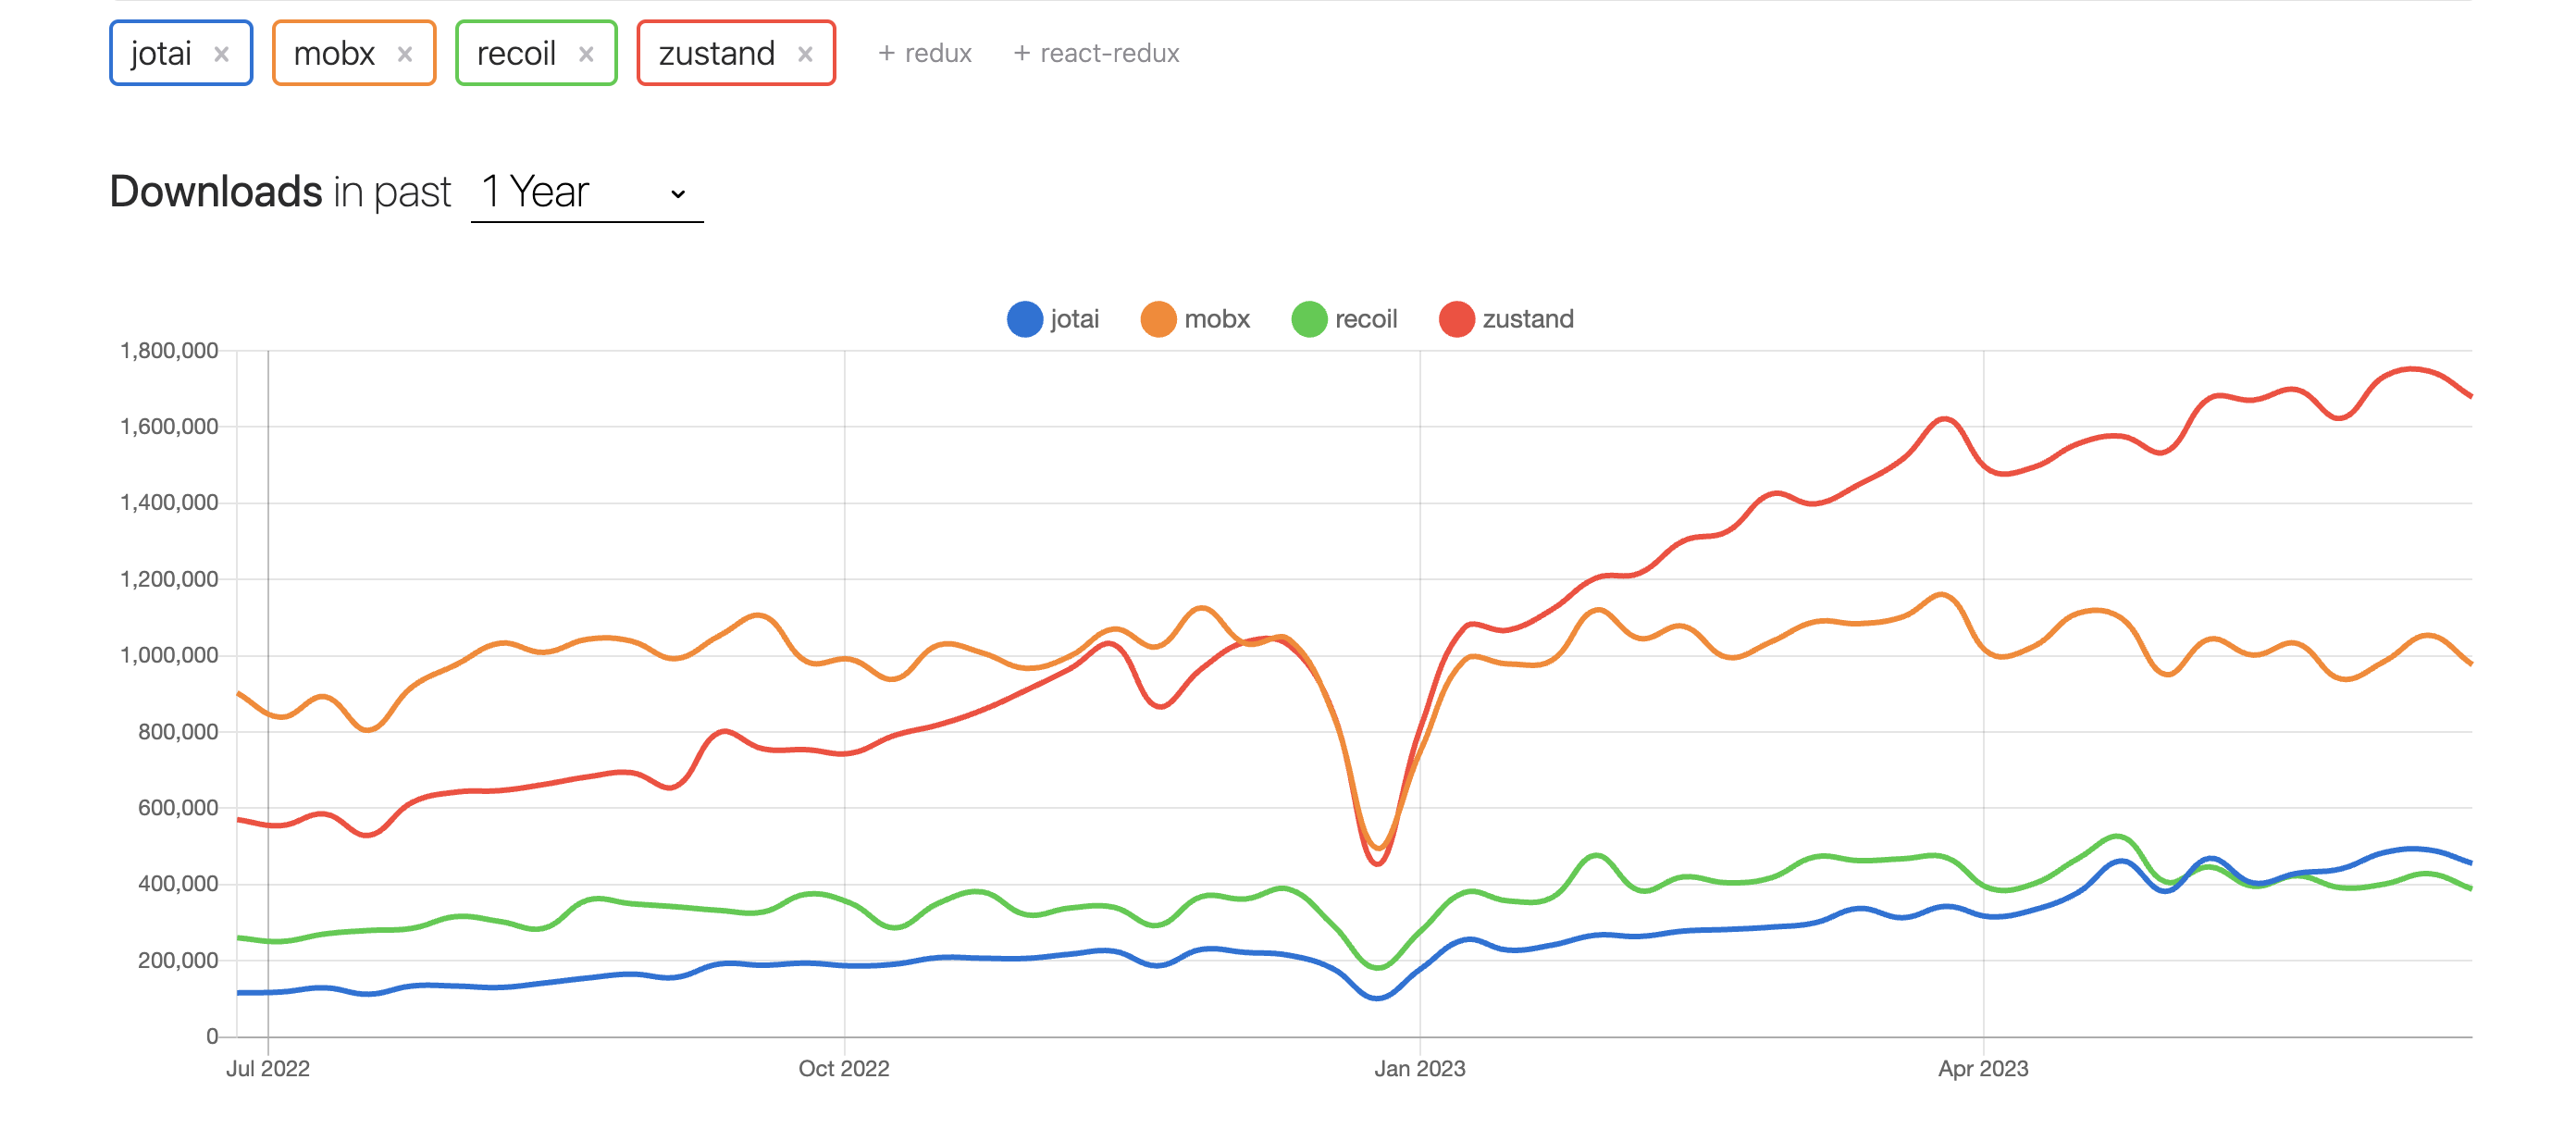 jotai × mobx × recoil × zustand × + redux + react-redux
Downloads in past 1 Year
jotai mobx recoil zustand
1,800,000
1,600,000
1,400,000
1,200,000
1,000,000
800,000
600,000
400,000
200,000
0
Jul 2022 Oct 2022 Jan 2023 Apr 2023